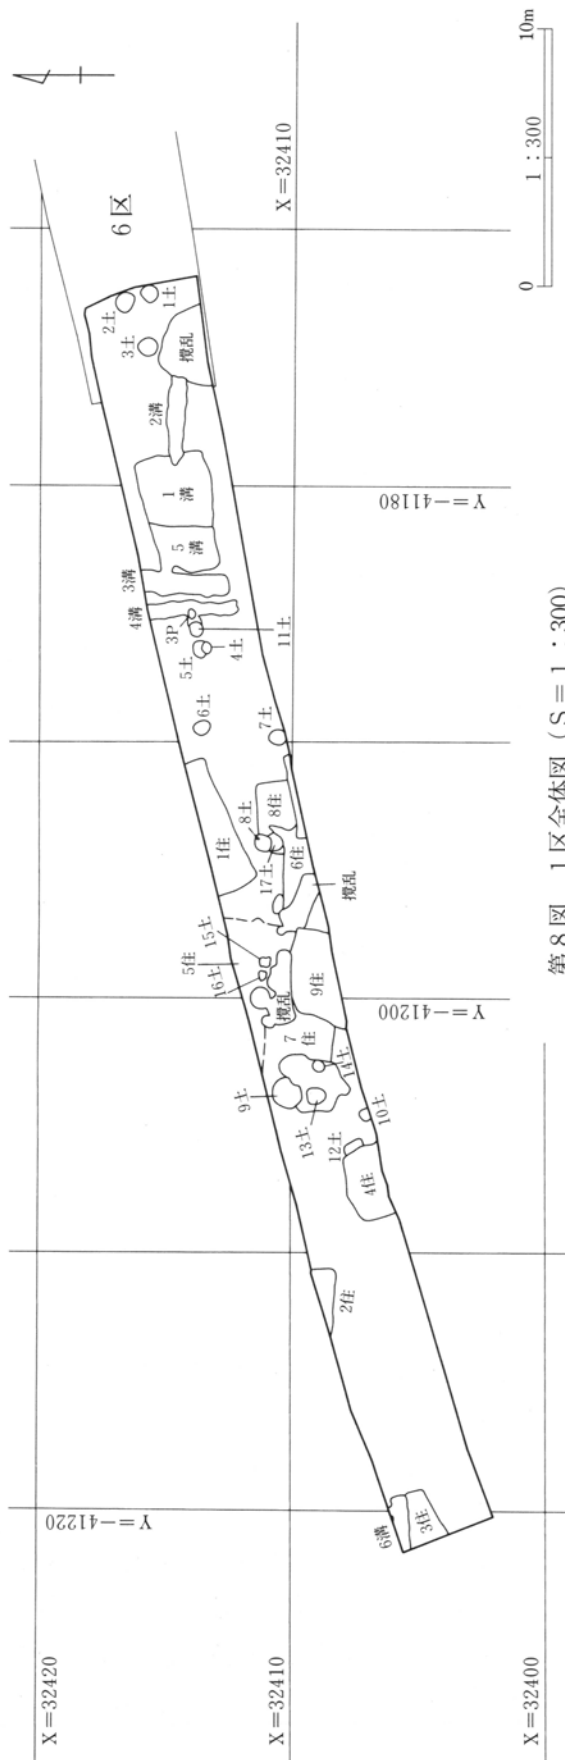 X＝32420
X＝32410
X＝32400
Y＝−41220
Y＝−41200
Y＝−41180
X＝32410
6区
6溝
3住
2住
4住
12土
10土
9土
13土
14土
7住
攪乱
16土
15土
5住
9住
攪乱
1住
17土
8土
6住
8住
7土
6土
5土
4土
3P
11土
4溝
3溝
5溝
1溝
2溝
攪乱
3土
2土
1土
0 1：300 10m
第8図 1区全体図（S＝1：300）